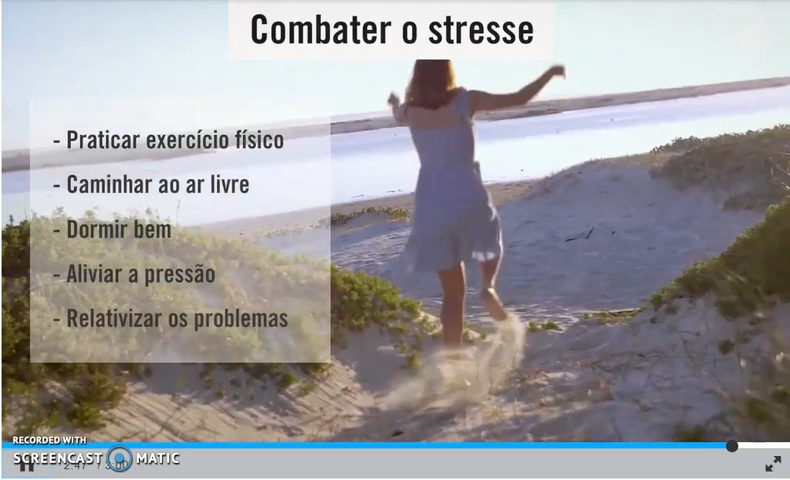 Combater o stresse
- Praticar exercício físico
- Caminhar ao ar livre
- Dormir bem
- Aliviar a pressão
- Relativizar os problemas
RECORDED WITH
SCREENCAST MATIC